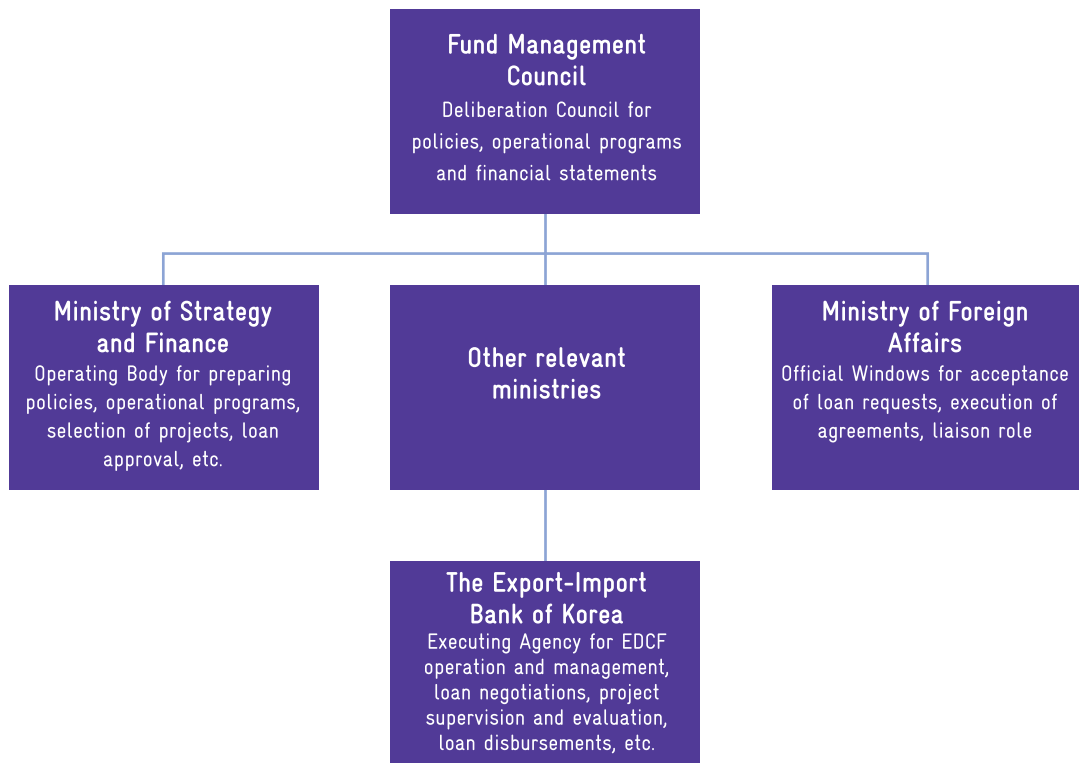 Fund Management
Council
Deliberation Council for
policies, operational programs
and financial statements
Ministry of Strategy
and Finance
Operating Body for preparing
policies, operational programs,
selection of projects, loan
approval, etc.
Other relevant
ministries
Ministry of Foreign
Affairs
Official Windows for acceptance
of loan requests, execution of
agreements, liaison role
The Export-Import
Bank of Korea
Executing Agency for EDCF
operation and management,
loan negotiations, project
supervision and evaluation,
loan disbursements, etc.